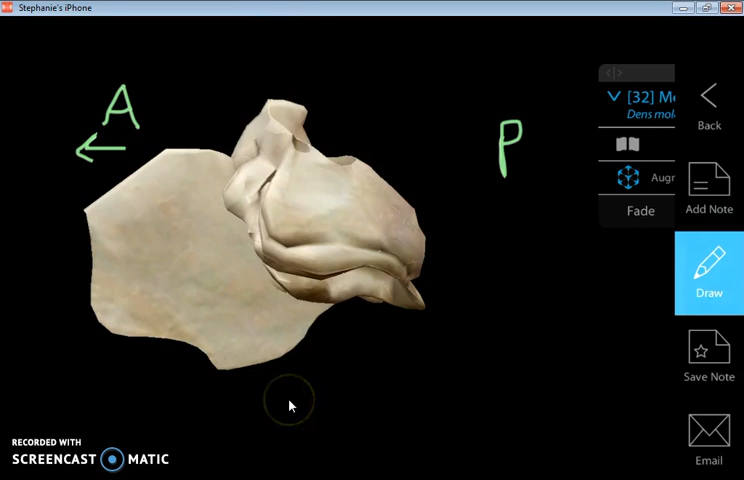 Stephanie's iPhone
A
P
[32] M
Dens mol
Augr
Fade
Back
Add Note
Draw
Save Note
Email
RECORDED WITH
SCREENCAST MATIC